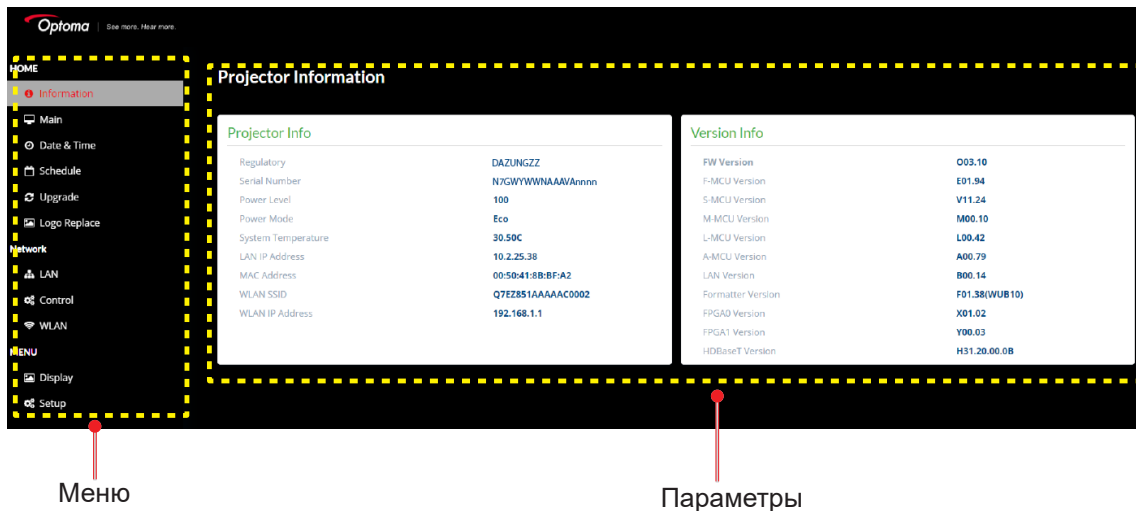 Optoma See more. Hear more.
HOME
Information
Main
Date & Time
Schedule
Upgrade
Logo Replace
Network
LAN
Control
WLAN
MENU
Display
Setup
Projector Information
Projector Info
Regulatory DAZUNGZZ
Serial Number N7GWYWWNAAAVAnnnn
Power Level 100
Power Mode Eco
System Temperature 30.50C
LAN IP Address 10.2.25.38
MAC Address 00:50:41:8B:BF:A2
WLAN SSID Q7EZ851AAAAAC0002
WLAN IP Address 192.168.1.1
Version Info
FW Version O03.10
F-MCU Version E01.94
S-MCU Version V11.24
M-MCU Version M00.10
L-MCU Version L00.42
A-MCU Version A00.79
LAN Version B00.14
Formatter Version F01.38(WUB10)
FPGA0 Version X01.02
FPGA1 Version Y00.03
HDBaseT Version H31.20.00.0B
Меню
Параметры